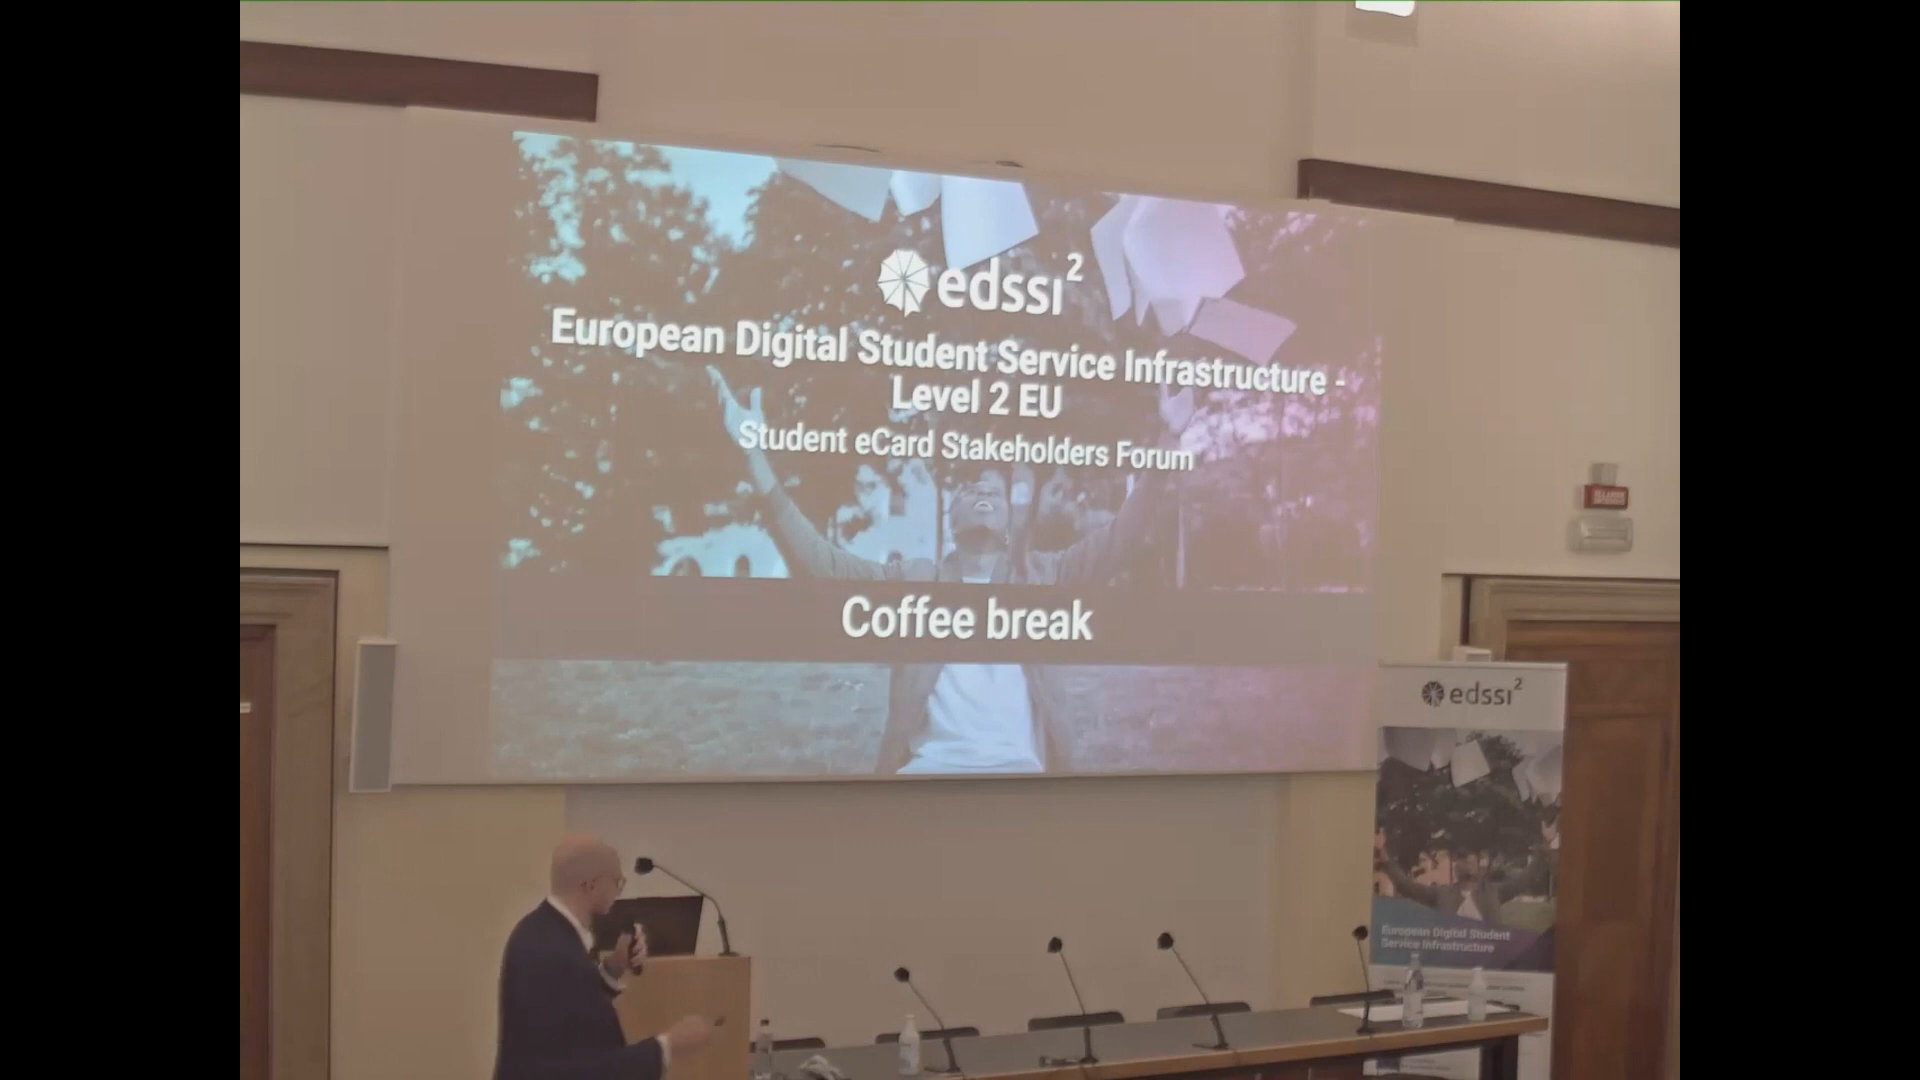 edssi²
European Digital Student Service Infrastructure -
Level 2 EU
Student eCard Stakeholders Forum
Coffee break
edssi²
European Digital Student
Service Infrastructure